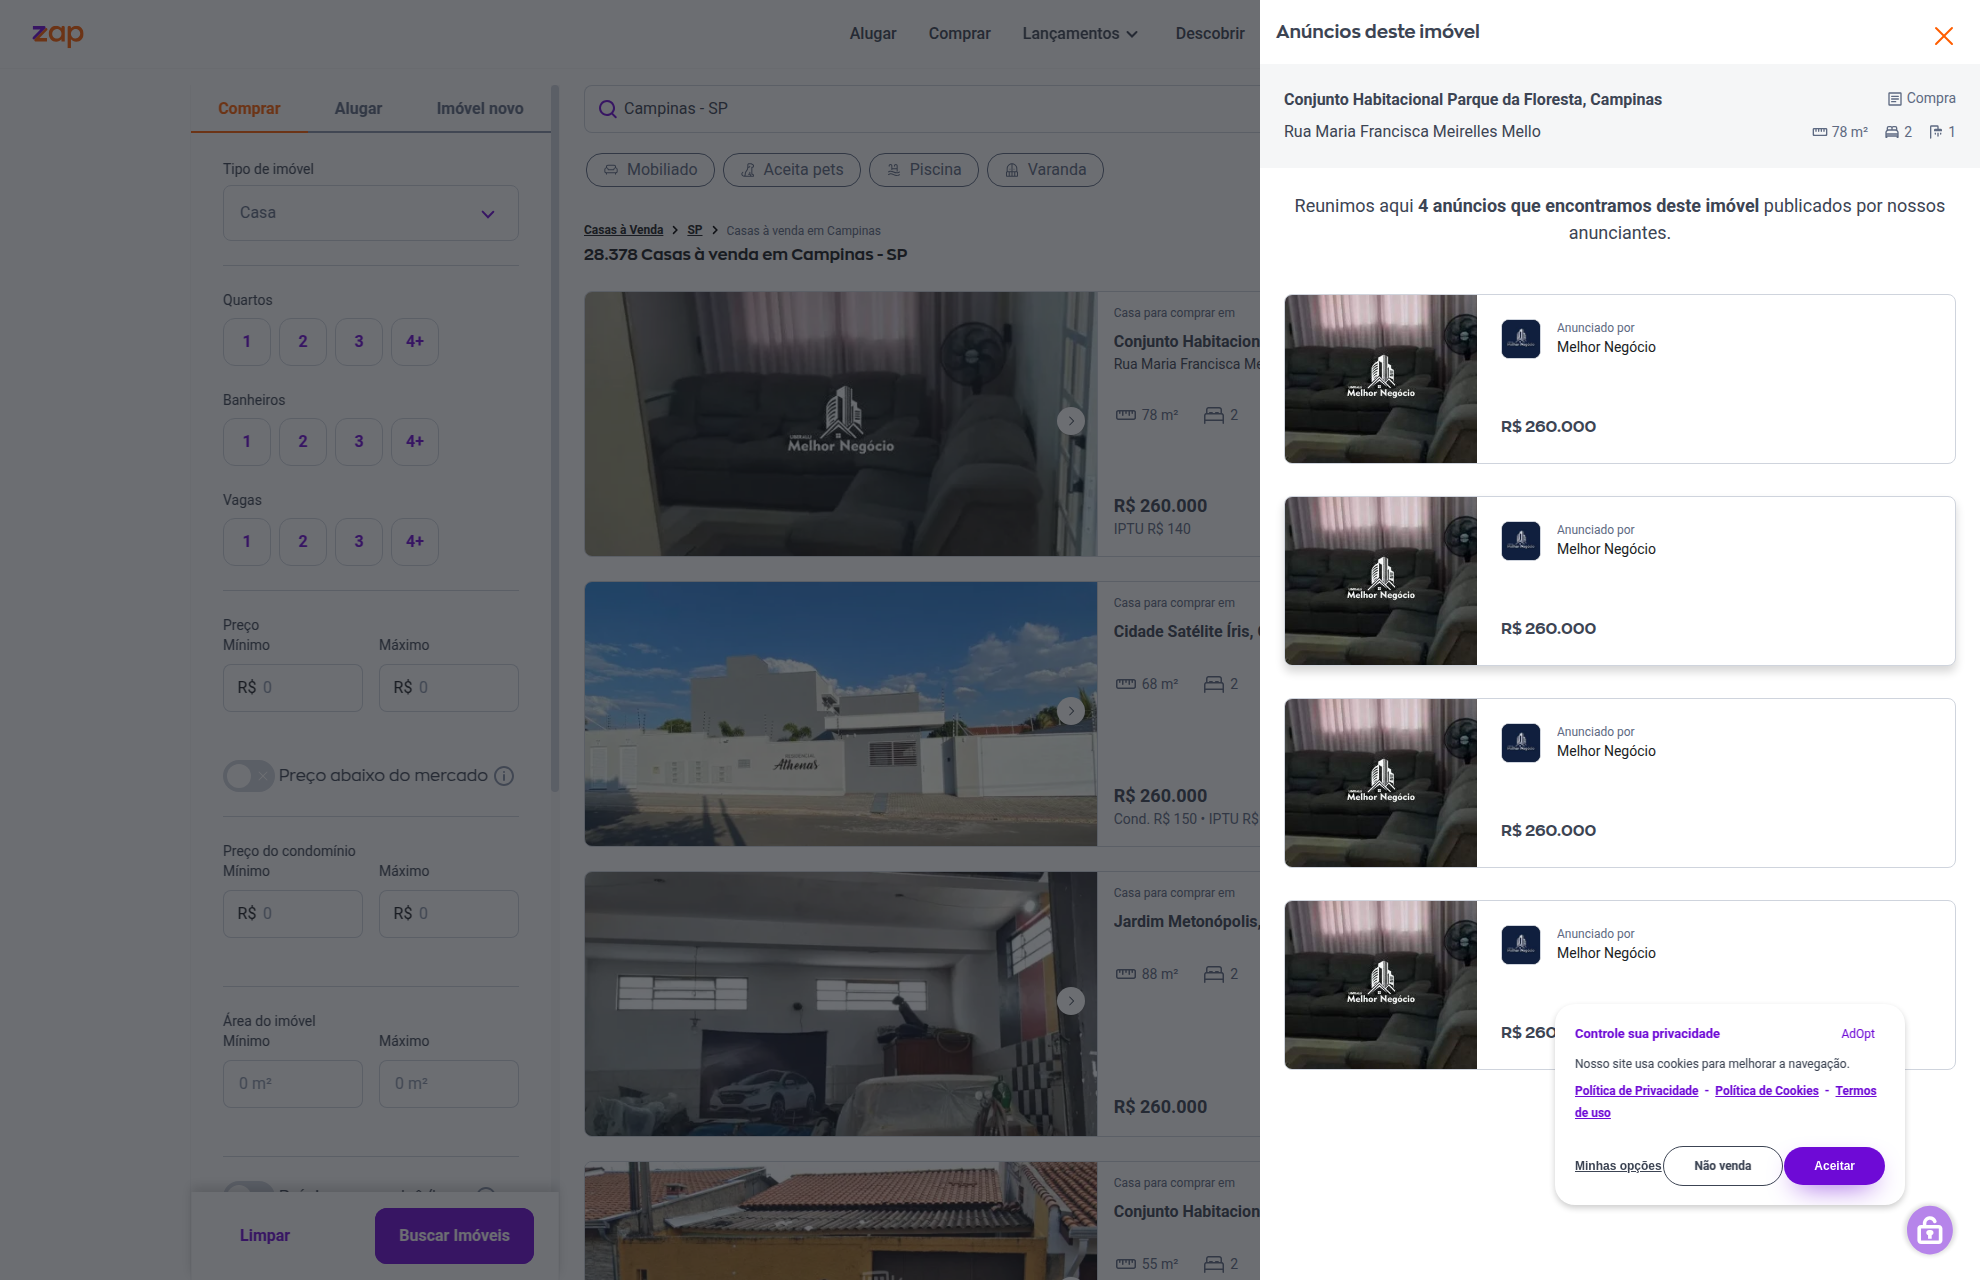 zap
Alugar
Comprar
Lançamentos
Descobrir
Comprar
Alugar
Imóvel novo
Tipo de imóvel
Casa
Quartos
1
2
3
4+
Banheiros
1
2
3
4+
Vagas
1
2
3
4+
Preço
Mínimo
Máximo
R$ 0
R$ 0
Preço abaixo do mercado
Preço do condomínio
Mínimo
Máximo
R$ 0
R$ 0
Área do imóvel
Mínimo
Máximo
0 m²
0 m²
Limpar
Buscar Imóveis
Campinas - SP
Mobiliado
Aceita pets
Piscina
Varanda
Casas à Venda
SP
Casas à venda em Campinas
28.378 Casas à venda em Campinas - SP
Melhor Negócio
Casa para comprar em
Conjunto Habitacion
Rua Maria Francisca Me
78 m²
2
R$ 260.000
IPTU R$ 140
Athenas
Casa para comprar em
Cidade Satélite Íris,
68 m²
2
R$ 260.000
Cond. R$ 150 • IPTU R$
Casa para comprar em
Jardim Metonópolis,
88 m²
2
R$ 260.000
Casa para comprar em
Conjunto Habitacion
55 m²
2
Anúncios deste imóvel
Conjunto Habitacional Parque da Floresta, Campinas
Compra
Rua Maria Francisca Meirelles Mello
78 m²
2
1
Reunimos aqui 4 anúncios que encontramos deste imóvel publicados por nossos
anunciantes.
Melhor Negócio
Anunciado por
Melhor Negócio
R$ 260.000
Melhor Negócio
Anunciado por
Melhor Negócio
R$ 260.000
Melhor Negócio
Anunciado por
Melhor Negócio
R$ 260.000
Melhor Negócio
Anunciado por
Melhor Negócio
R$ 260
Controle sua privacidade
AdOpt
Nosso site usa cookies para melhorar a navegação.
Política de Privacidade - Política de Cookies - Termos
de uso
Minhas opções
Não venda
Aceitar